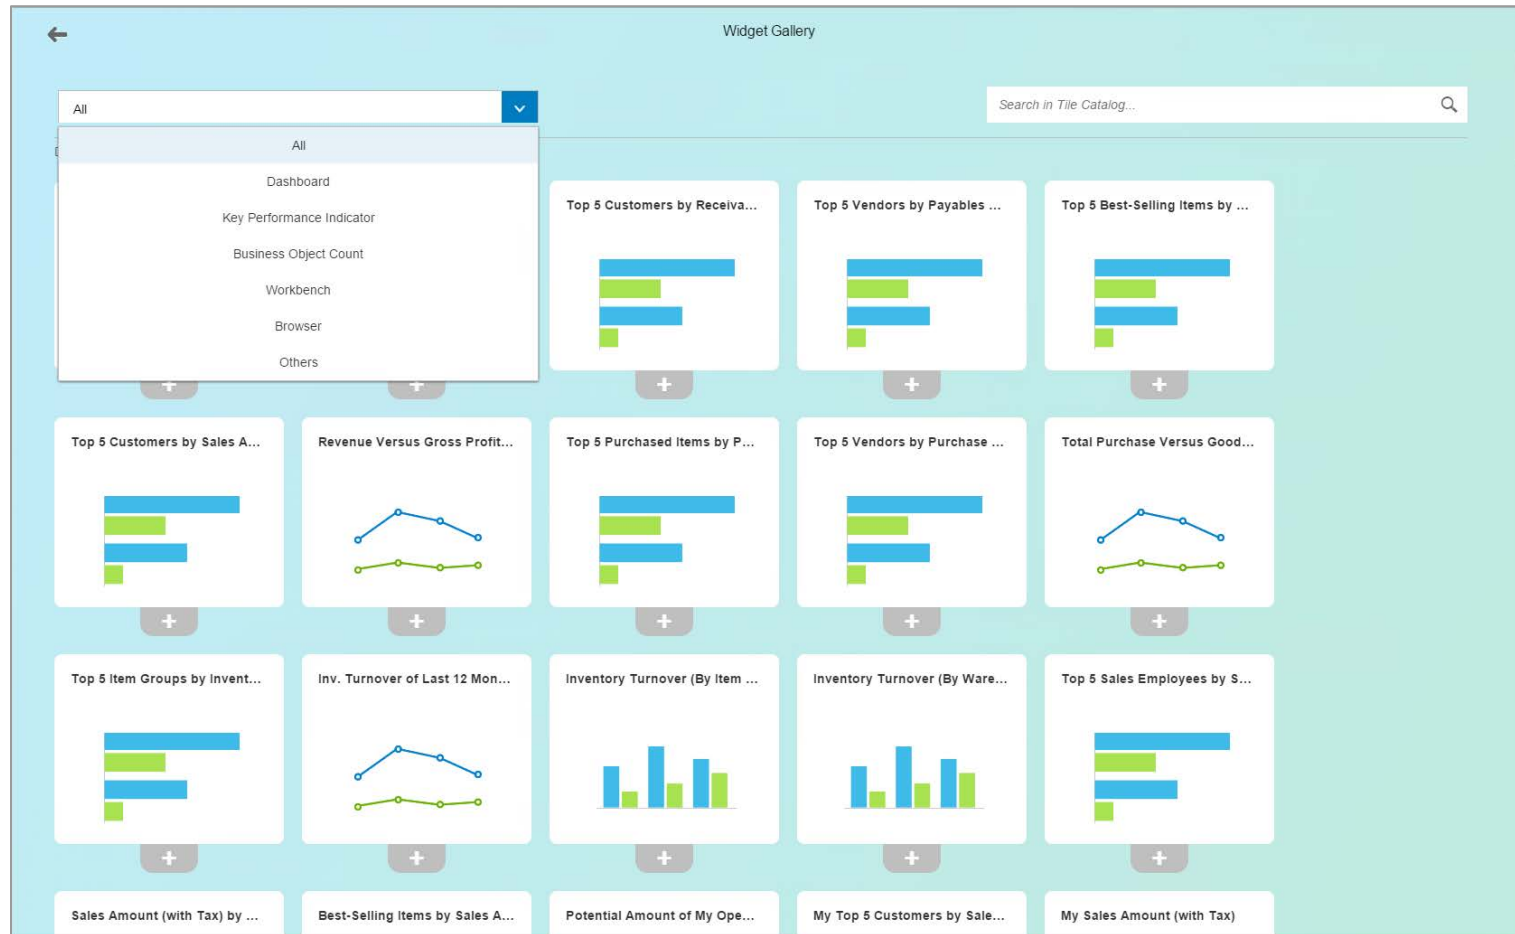 Widget Gallery
All
Search in Tile Catalog...
All
Dashboard
Key Performance Indicator
Business Object Count
Workbench
Browser
Others
Top 5 Customers by Receiva...
Top 5 Vendors by Payables ...
Top 5 Best-Selling Items by ...
Top 5 Customers by Sales A...
Revenue Versus Gross Profit...
Top 5 Purchased Items by P...
Top 5 Vendors by Purchase ...
Total Purchase Versus Good...
Top 5 Item Groups by Invent...
Inv. Turnover of Last 12 Mon...
Inventory Turnover (By Item ...
Inventory Turnover (By Ware...
Top 5 Sales Employees by S...
Sales Amount (with Tax) by ...
Best-Selling Items by Sales A...
Potential Amount of My Ope...
My Top 5 Customers by Sale...
My Sales Amount (with Tax)